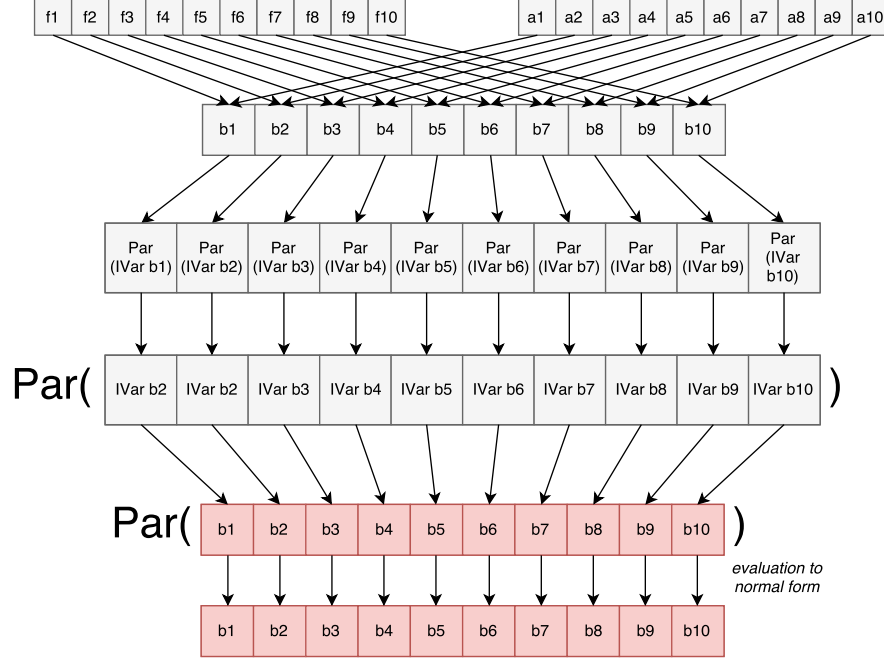 f1 f2 f3 f4 f5 f6 f7 f8 f9 f10 a1 a2 a3 a4 a5 a6 a7 a8 a9 a10
b1 b2 b3 b4 b5 b6 b7 b8 b9 b10
Par (IVar b1) Par (IVar b2) Par (IVar b3) Par (IVar b4) Par (IVar b5) Par (IVar b6) Par (IVar b7) Par (IVar b8) Par (IVar b9) Par (IVar b10)
Par( IVar b2 IVar b2 IVar b3 IVar b4 IVar b5 IVar b6 IVar b7 IVar b8 IVar b9 IVar b10 )
Par( b1 b2 b3 b4 b5 b6 b7 b8 b9 b10 )
evaluation to
normal form
b1 b2 b3 b4 b5 b6 b7 b8 b9 b10